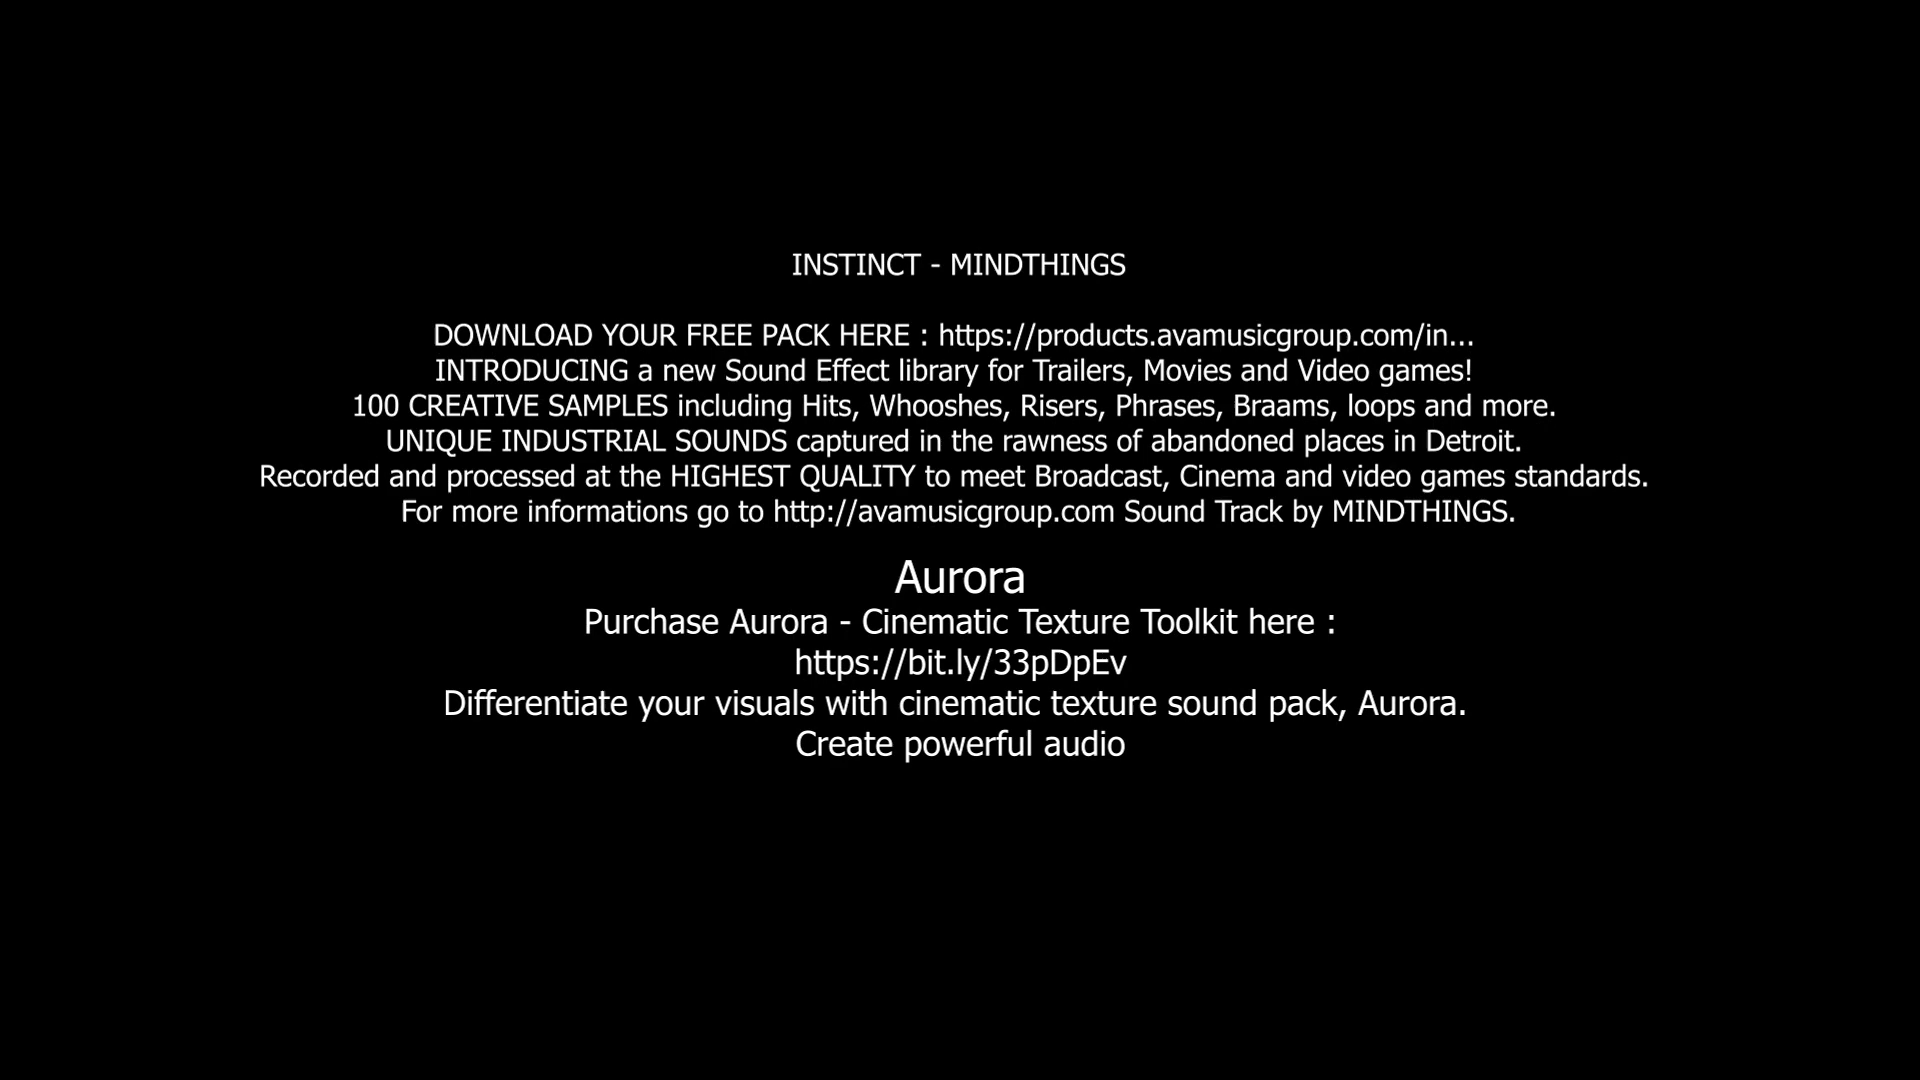 INSTINCT - MINDTHINGS
DOWNLOAD YOUR FREE PACK HERE : https://products.avamusicgroup.com/in...
INTRODUCING a new Sound Effect library for Trailers, Movies and Video games!
100 CREATIVE SAMPLES including Hits, Whooshes, Risers, Phrases, Braams, loops and more.
UNIQUE INDUSTRIAL SOUNDS captured in the rawness of abandoned places in Detroit.
Recorded and processed at the HIGHEST QUALITY to meet Broadcast, Cinema and video games standards.
For more informations go to http://avamusicgroup.com Sound Track by MINDTHINGS.
Aurora
Purchase Aurora - Cinematic Texture Toolkit here :
https://bit.ly/33pDpEv
Differentiate your visuals with cinematic texture sound pack, Aurora.
Create powerful audio